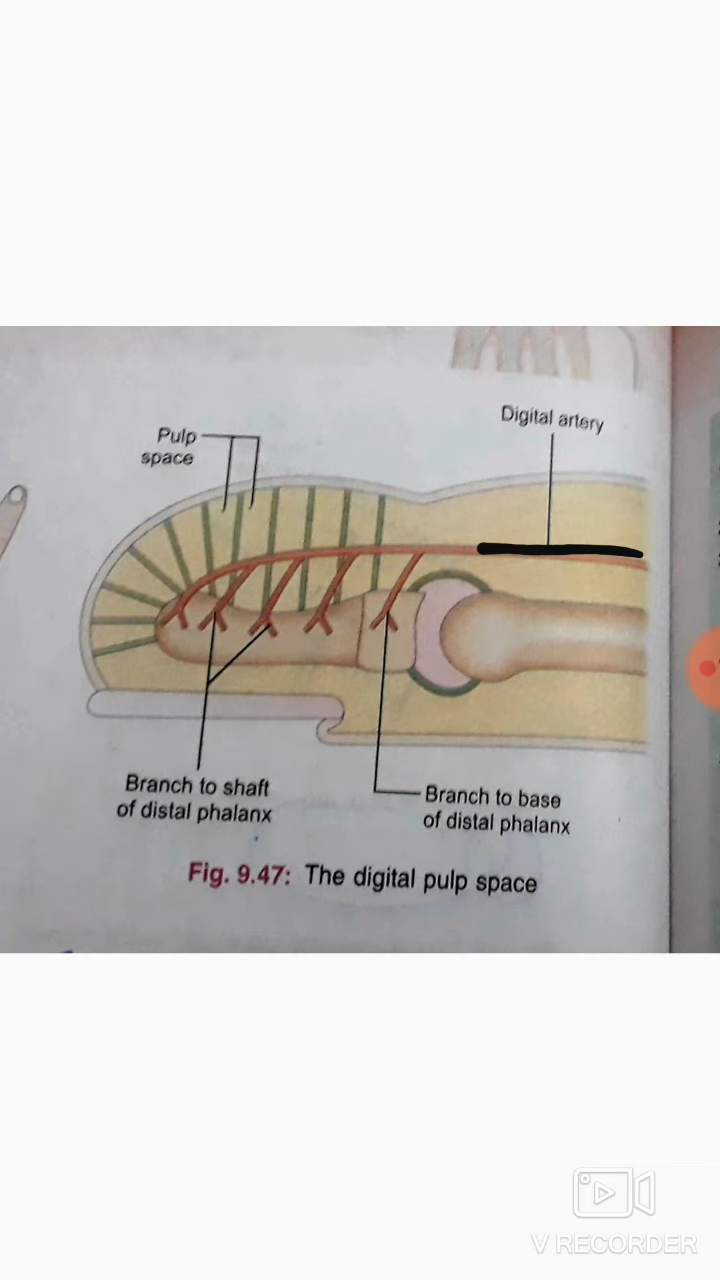 Digital artery
Pulp
space
Branch to shaft
of distal phalanx
Branch to base
of distal phalanx
Fig. 9.47: The digital pulp space
V RECORDER